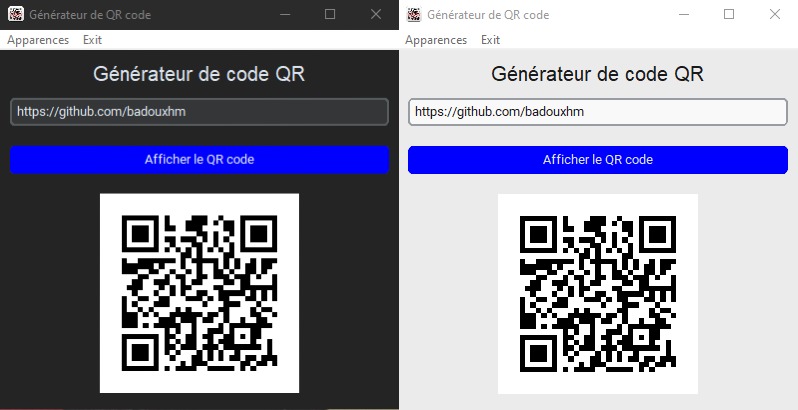 Générateur de QR code
Apparences Exit
Générateur de code QR
https://github.com/badouxhm
Afficher le QR code
Générateur de QR code
Apparences Exit
Générateur de code QR
https://github.com/badouxhm
Afficher le QR code